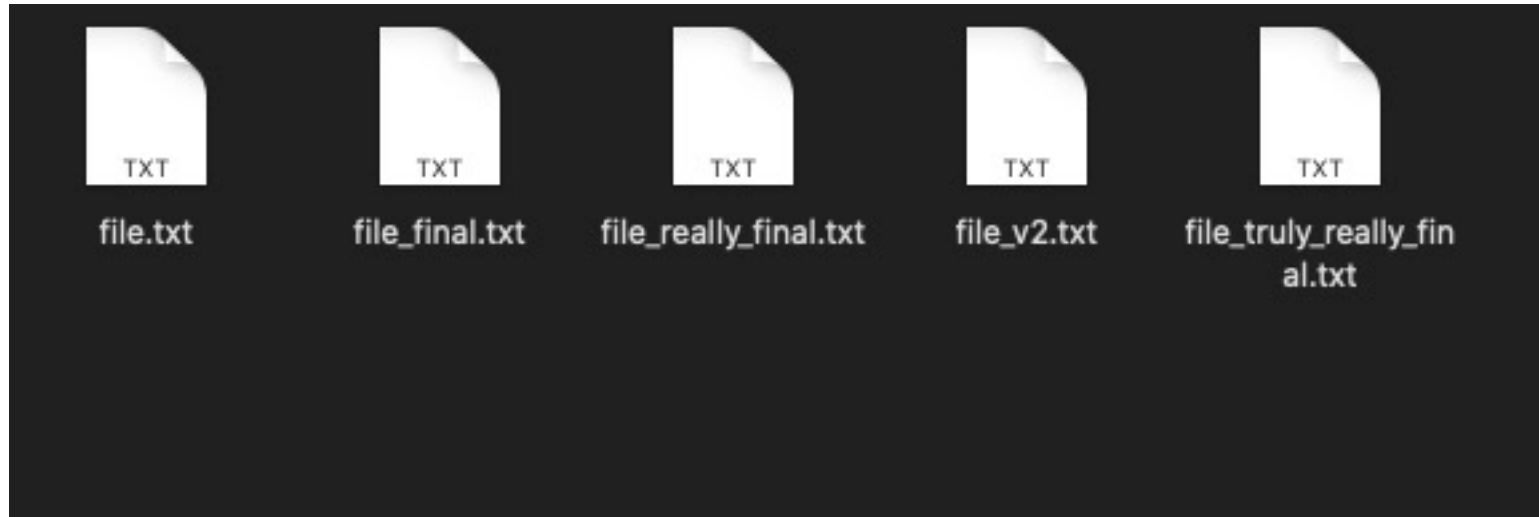 TXT
TXT
TXT
TXT
TXT
file.txt
file_final.txt
file_really_final.txt
file_v2.txt
file_truly_really_fin
al.txt